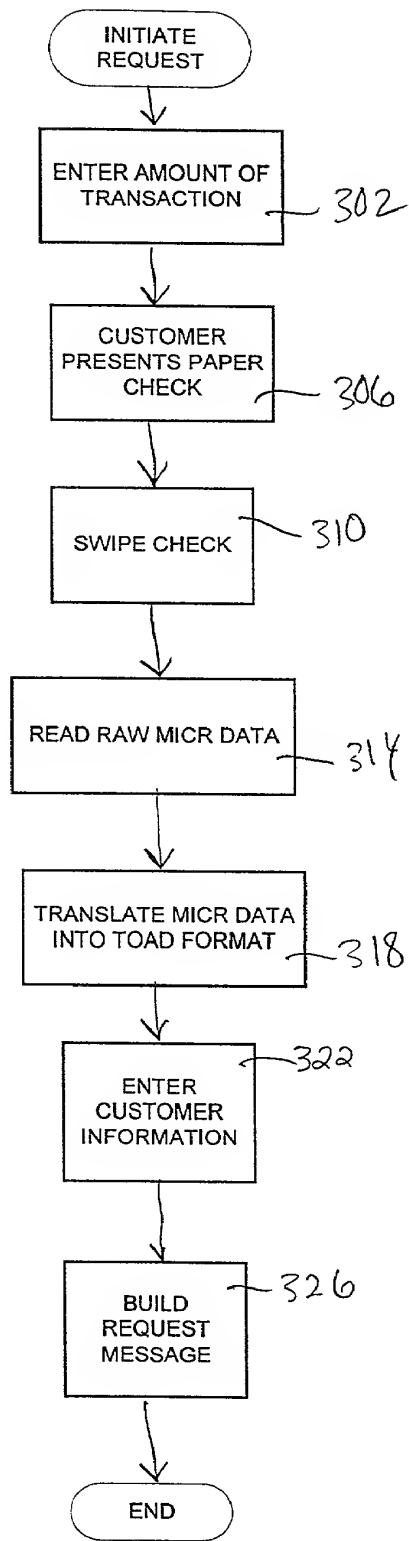 INITIATE
REQUEST
ENTER AMOUNT OF
TRANSACTION
302
CUSTOMER
PRESENTS PAPER
CHECK
306
SWIPE CHECK
310
READ RAW MICR DATA
314
TRANSLATE MICR DATA
INTO TOAD FORMAT
318
322
ENTER
CUSTOMER
INFORMATION
326
BUILD
REQUEST
MESSAGE
END